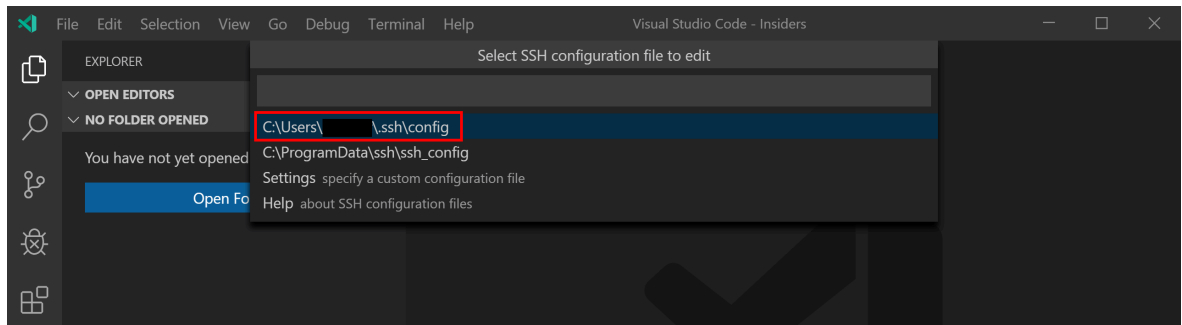 File Edit Selection View Go Debug Terminal Help Visual Studio Code - Insiders
Select SSH configuration file to edit
EXPLORER
OPEN EDITORS
NO FOLDER OPENED
You have not yet opened
Open Fo
C:\Users\ \.ssh\config
C:\ProgramData\ssh\ssh_config
Settings specify a custom configuration file
Help about SSH configuration files